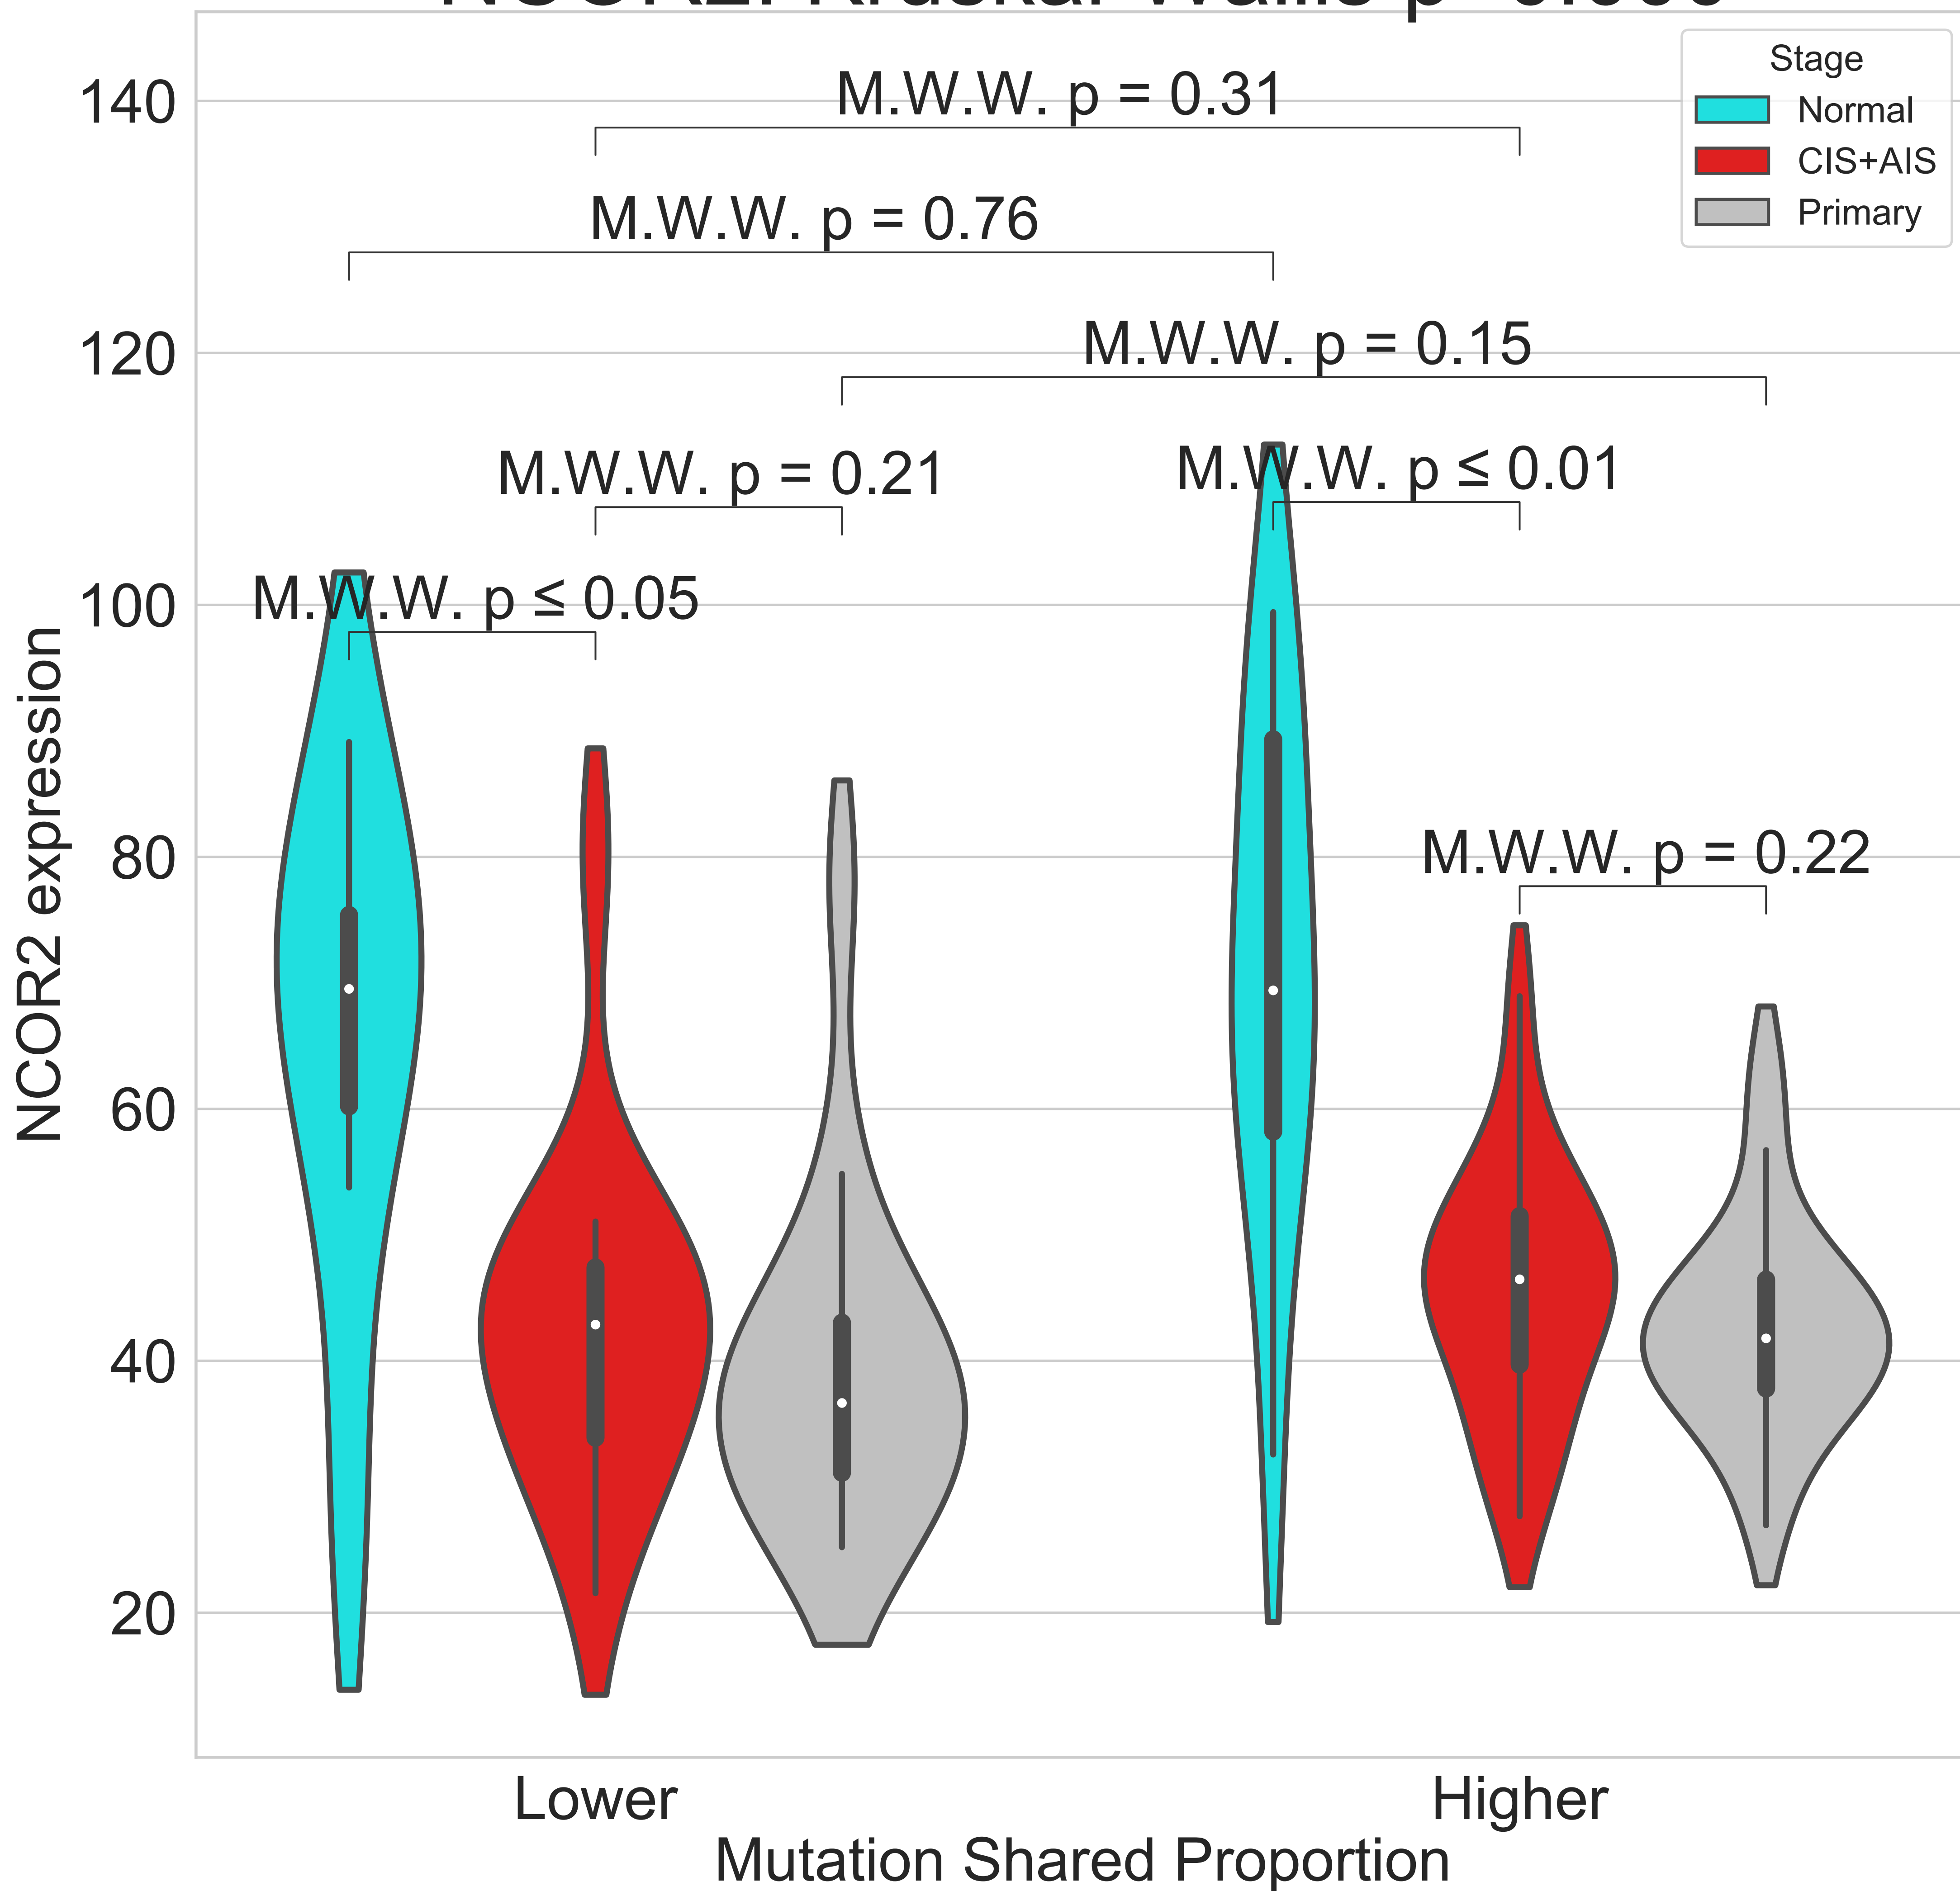 Stage
Normal
CIS+AIS
Primary
M.W.W. p = 0.31
M.W.W. p = 0.76
M.W.W. p = 0.15
M.W.W. p = 0.21
M.W.W. p ≤ 0.01
M.W.W. p ≤ 0.05
M.W.W. p = 0.22
140
120
100
80
60
40
20
NCOR2 expression
Lower
Higher
Mutation Shared Proportion